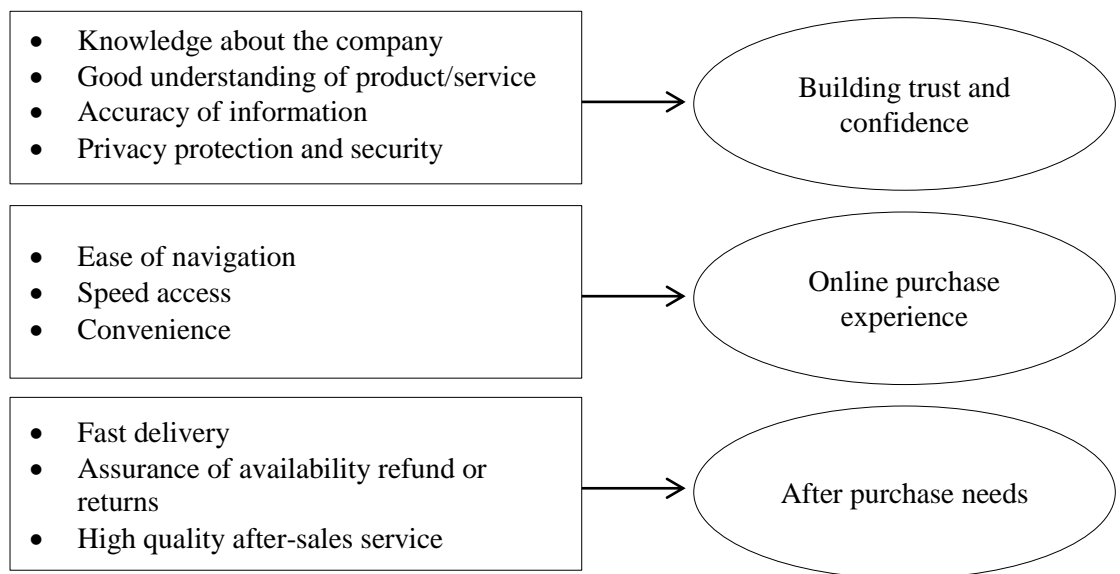 • Knowledge about the company
• Good understanding of product/service
• Accuracy of information
• Privacy protection and security
Building trust and
confidence
• Ease of navigation
• Speed access
• Convenience
Online purchase
experience
• Fast delivery
• Assurance of availability refund or
returns
• High quality after-sales service
After purchase needs